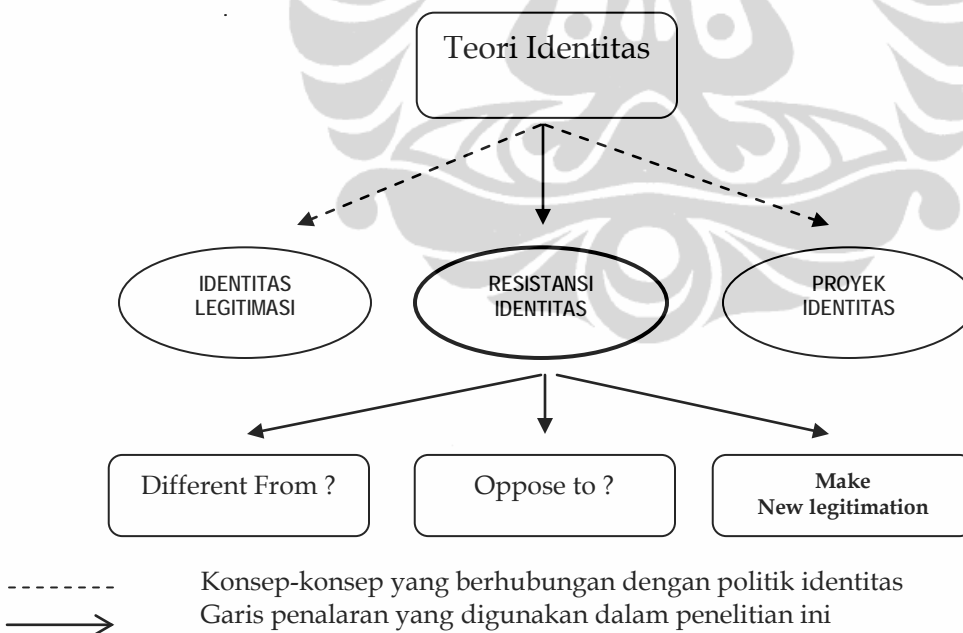 Teori Identitas
IDENTITAS
LEGITIMASI
RESISTANSI
IDENTITAS
PROYEK
IDENTITAS
Different From ?
Oppose to ?
Make
New legitimation
Konsep-konsep yang berhubungan dengan politik identitas
Garis penalaran yang digunakan dalam penelitian ini